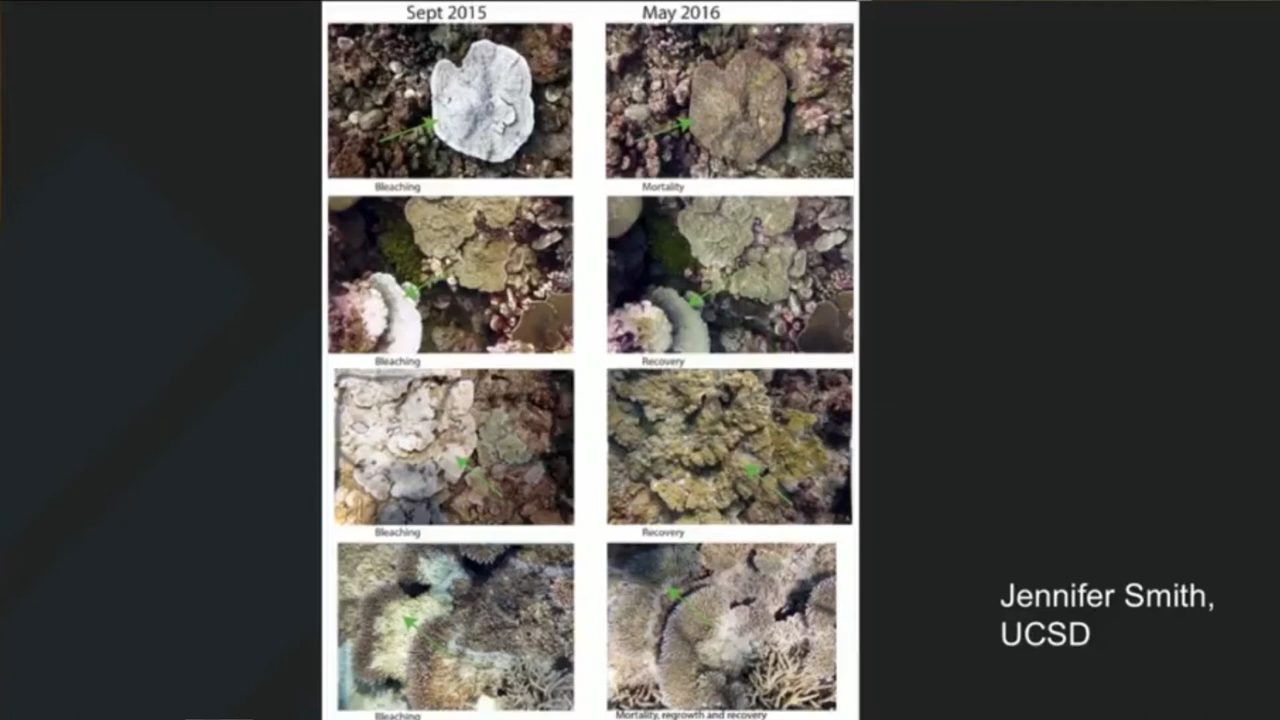 Sept 2015
May 2016
Bleaching
Mortality
Bleaching
Recovery
Bleaching
Recovery
Bleaching
Mortality, regrowth and recovery
Jennifer Smith,
UCSD